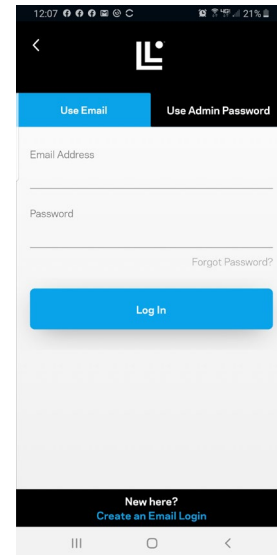 12:07
21%
Use Email
Use Admin Password
Email Address
Password
Forgot Password?
Log In
New here?
Create an Email Login